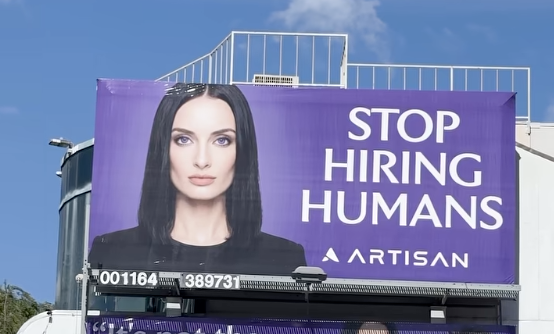 STOP
HIRING
HUMANS
ARTISAN
001164 389731